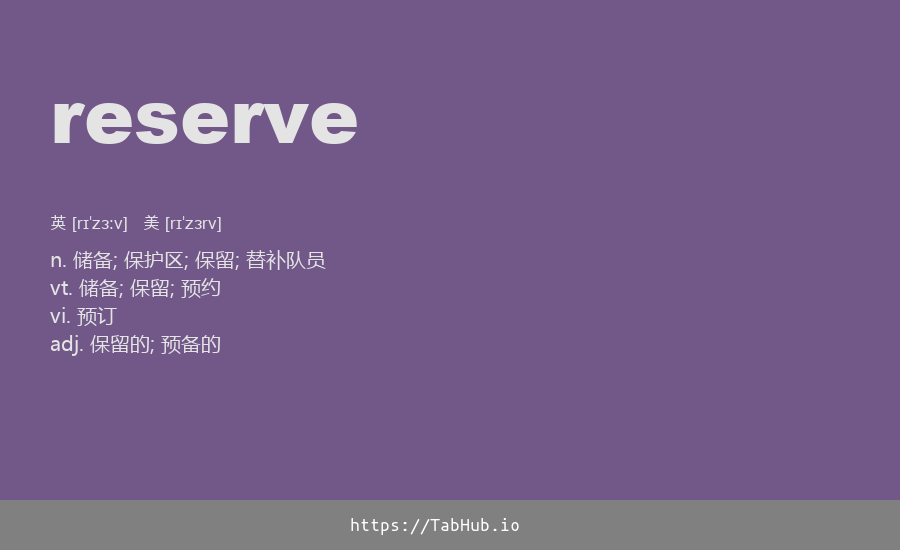 reserve
英 [rɪˈzɜːv] 美 [rɪˈzɜrv]
n. 储备; 保护区; 保留; 替补队员
vt. 储备; 保留; 预约
vi. 预订
adj. 保留的; 预备的
https://TabHub.io